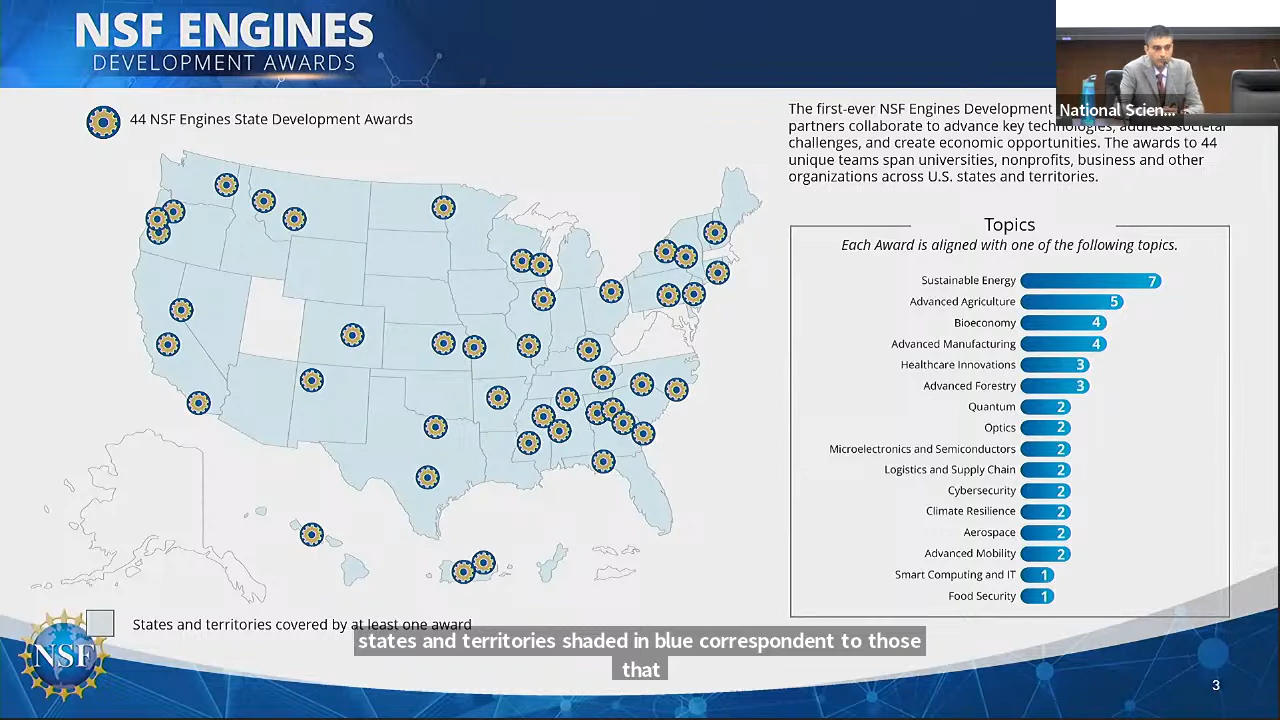 NSF ENGINES
DEVELOPMENT AWARDS
44 NSF Engines State Development Awards
The first-ever NSF Engines Development
partners collaborate to advance key technologies, address societal
challenges, and create economic opportunities. The awards to 44
unique teams span universities, nonprofits, business and other
organizations across U.S. states and territories.
National Scien...
Topics
Each Award is aligned with one of the following topics.
Sustainable Energy 7
Advanced Agriculture 5
Bioeconomy 4
Advanced Manufacturing 4
Healthcare Innovations 3
Advanced Forestry 3
Quantum 2
Optics 2
Microelectronics and Semiconductors 2
Logistics and Supply Chain 2
Cybersecurity 2
Climate Resilience 2
Aerospace 2
Advanced Mobility 2
Smart Computing and IT 1
Food Security 1
States and territories covered by at least one award
states and territories shaded in blue correspondent to those
that
NSF
3